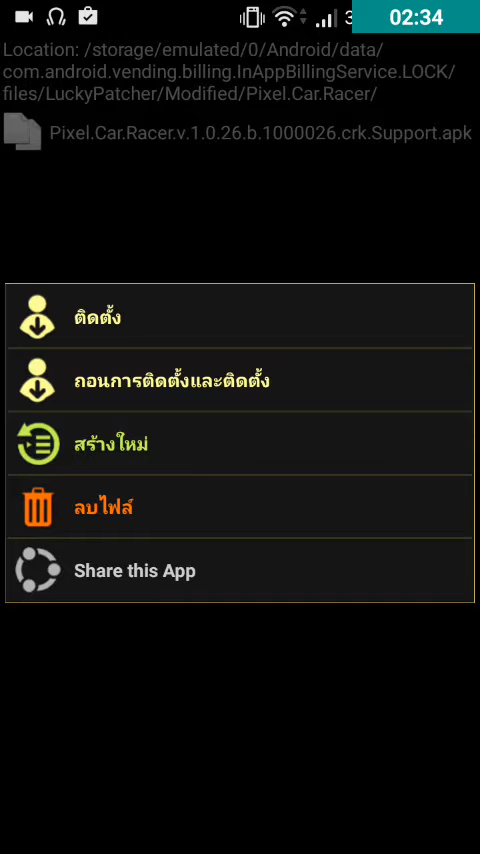 02:34
Location: /storage/emulated/0/Android/data/
com.android.vending.billing.InAppBillingService.LOCK/
files/LuckyPatcher/Modified/Pixel.Car.Racer/
Pixel.Car.Racer.v.1.0.26.b.1000026.crk.Support.apk
ติดตั้ง
ถอนการติดตั้งและติดตั้ง
สร้างใหม่
ลบไฟล์
Share this App